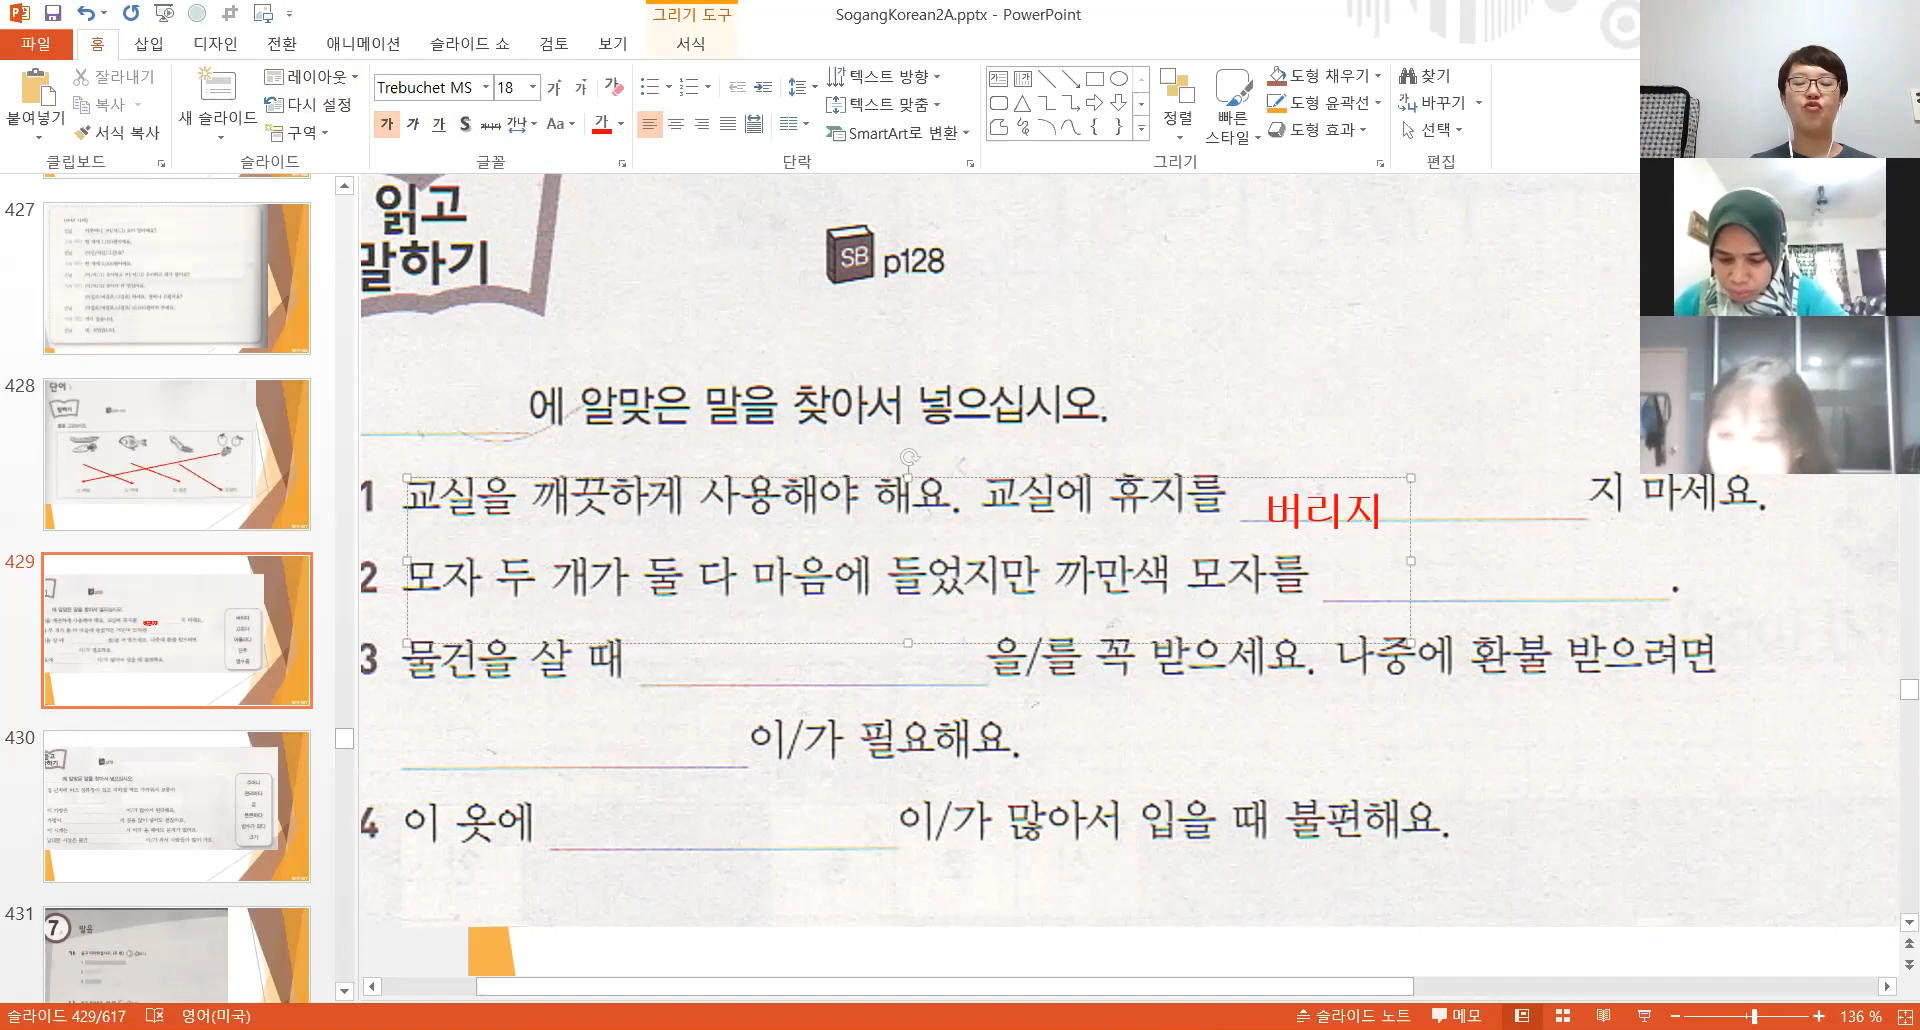 SogangKorean2A.pptx - PowerPoint
그리기 도구
파일 홈 삽입 디자인 전환 애니메이션 슬라이드 쇼 검토 보기 서식
붙여넣기
잘라내기
복사
서식 복사
클립보드
새 슬라이드
레이아웃
다시 설정
구역
슬라이드
Trebuchet MS 18
글꼴
텍스트 방향
텍스트 맞춤
SmartArt로 변환
단락
정렬
빠른 스타일
도형 채우기
도형 윤곽선
도형 효과
그리기
찾기
바꾸기
선택
편집
427
428
429
430
431
읽고
말하기
SB p128
에 알맞은 말을 찾아서 넣으십시오.
1 교실을 깨끗하게 사용해야 해요. 교실에 휴지를 버리지 지 마세요.
2 모자 두 개가 둘 다 마음에 들었지만 까만색 모자를 .
3 물건을 살 때 을/를 꼭 받으세요. 나중에 환불 받으려면
이/가 필요해요.
4 이 옷에 이/가 많아서 입을 때 불편해요.
슬라이드 429/617 영어(미국) 슬라이드 노트 메모 136 %